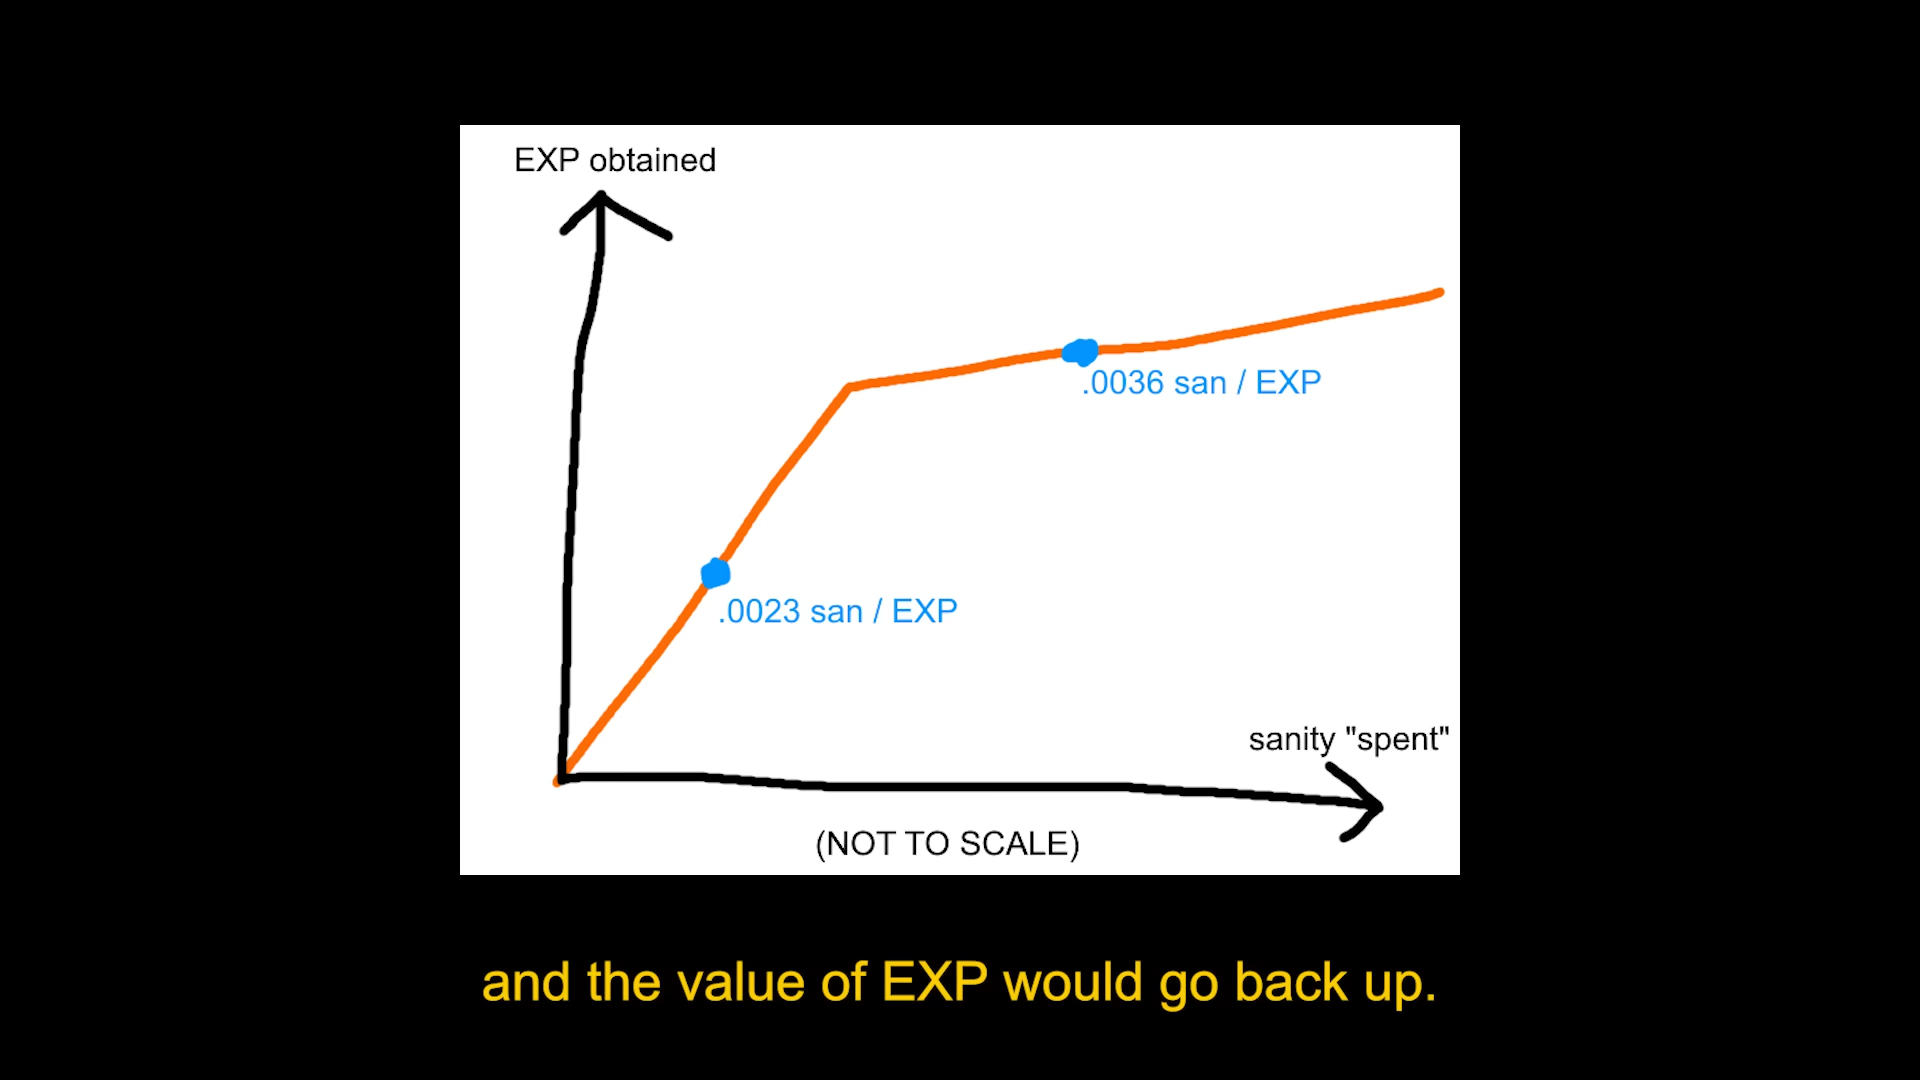 EXP obtained
.0036 san / EXP
.0023 san / EXP
sanity "spent"
(NOT TO SCALE)
and the value of EXP would go back up.